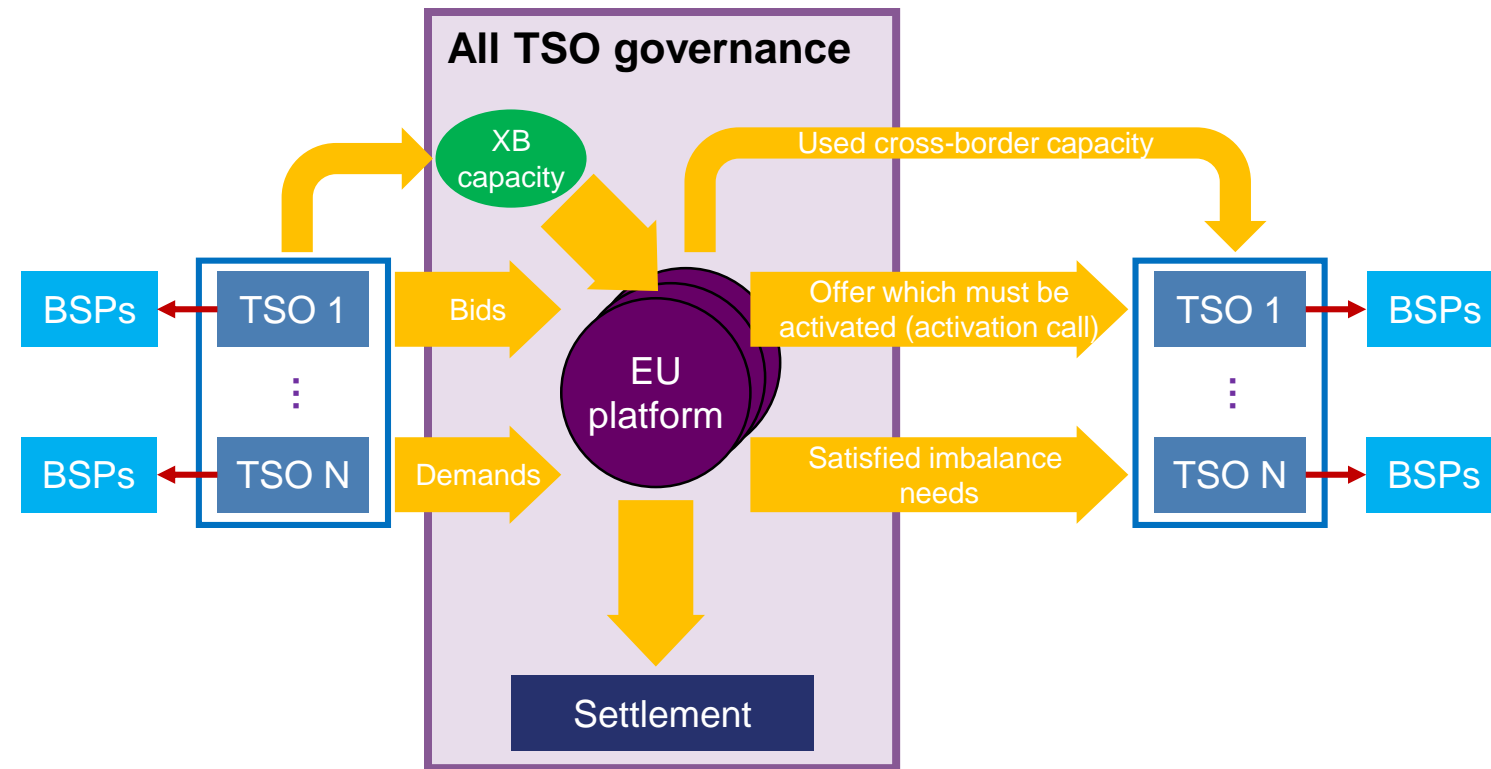 All TSO governance
XB
capacity
Used cross-border capacity
BSPs
TSO 1
Bids
Offer which must be
activated (activation call)
TSO 1
BSPs
...
EU
platform
...
BSPs
TSO N
Demands
Satisfied imbalance
needs
TSO N
BSPs
Settlement